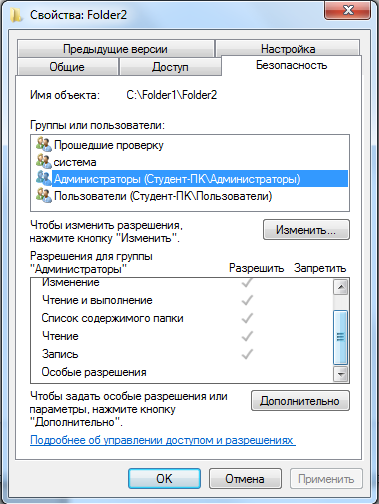 Свойства: Folder2
Предыдущие версии
Настройка
Общие
Доступ
Безопасность
Имя объекта: C:\Folder1\Folder2
Группы или пользователи:
Прошедшие проверку
система
Администраторы (Студент-ПК\Администраторы)
Пользователи (Студент-ПК\Пользователи)
Чтобы изменить разрешения,
нажмите кнопку "Изменить".
Изменить...
Разрешения для группы
"Администраторы"
Разрешить
Запретить
Изменение
Чтение и выполнение
Список содержимого папки
Чтение
Запись
Особые разрешения
Чтобы задать особые разрешения или
параметры, нажмите кнопку
"Дополнительно".
Дополнительно
Подробнее об управлении доступом и разрешениях
OK
Отмена
Применить